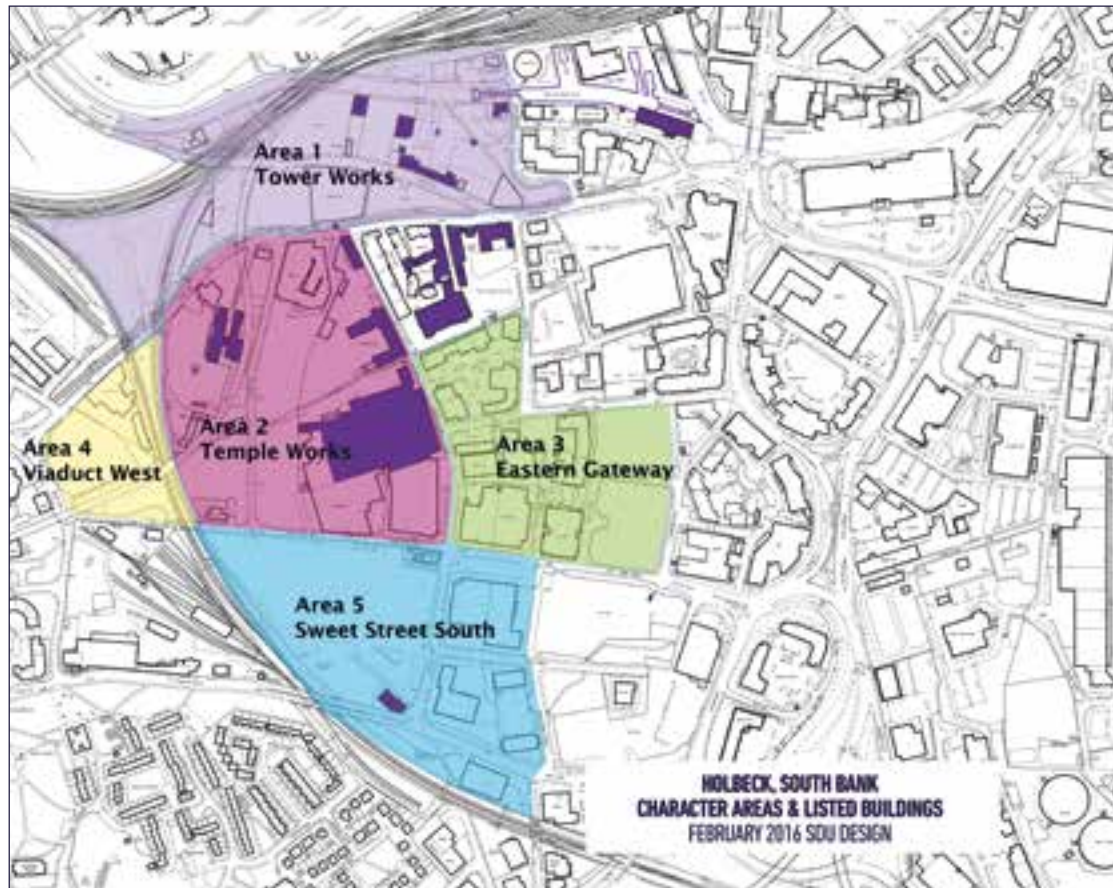 Area 1
Tower Works
Area 2
Temple Works
Area 3
Eastern Gateway
Area 4
Viaduct West
Area 5
Sweet Street South
HOLBECK, SOUTH BANK
CHARACTER AREAS & LISTED BUILDINGS
FEBRUARY 2016 SDU DESIGN